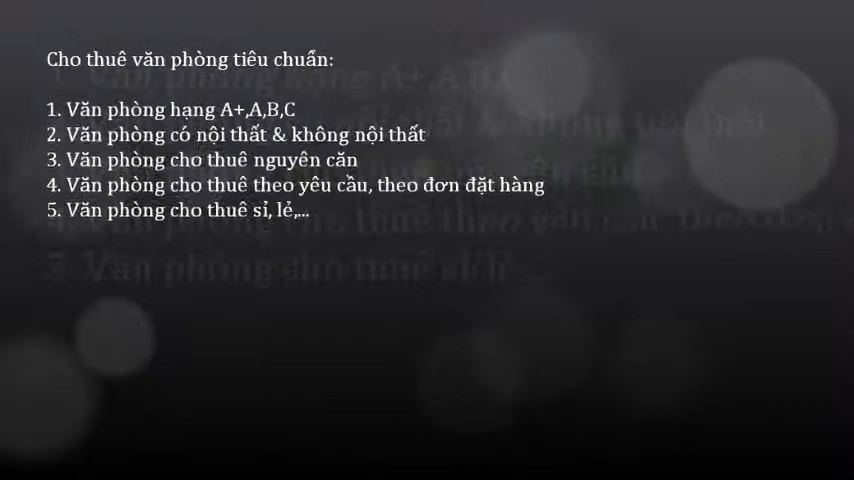 Cho thuê văn phòng tiêu chuẩn:
1. Văn phòng hạng A+,A,B,C
2. Văn phòng có nội thất & không nội thất
3. Văn phòng cho thuê nguyên căn
4. Văn phòng cho thuê theo yêu cầu, theo đơn đặt hàng
5. Văn phòng cho thuê sỉ, lẻ,...